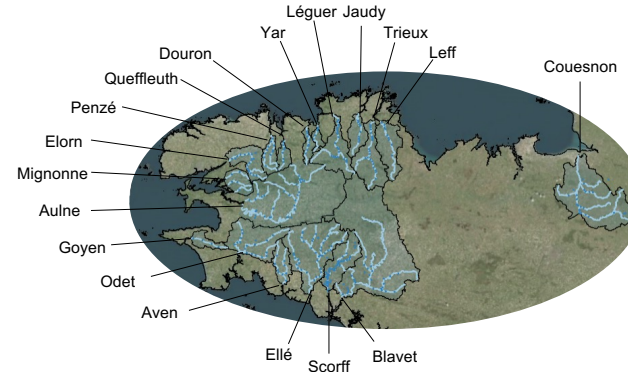 Léguer Jaudy
Yar
Trieux
Douron
Leff
Queffleuth
Couesnon
Penzé
Elorn
Mignonne
Aulne
Goyen
Odet
Aven
Ellé
Scorff
Blavet